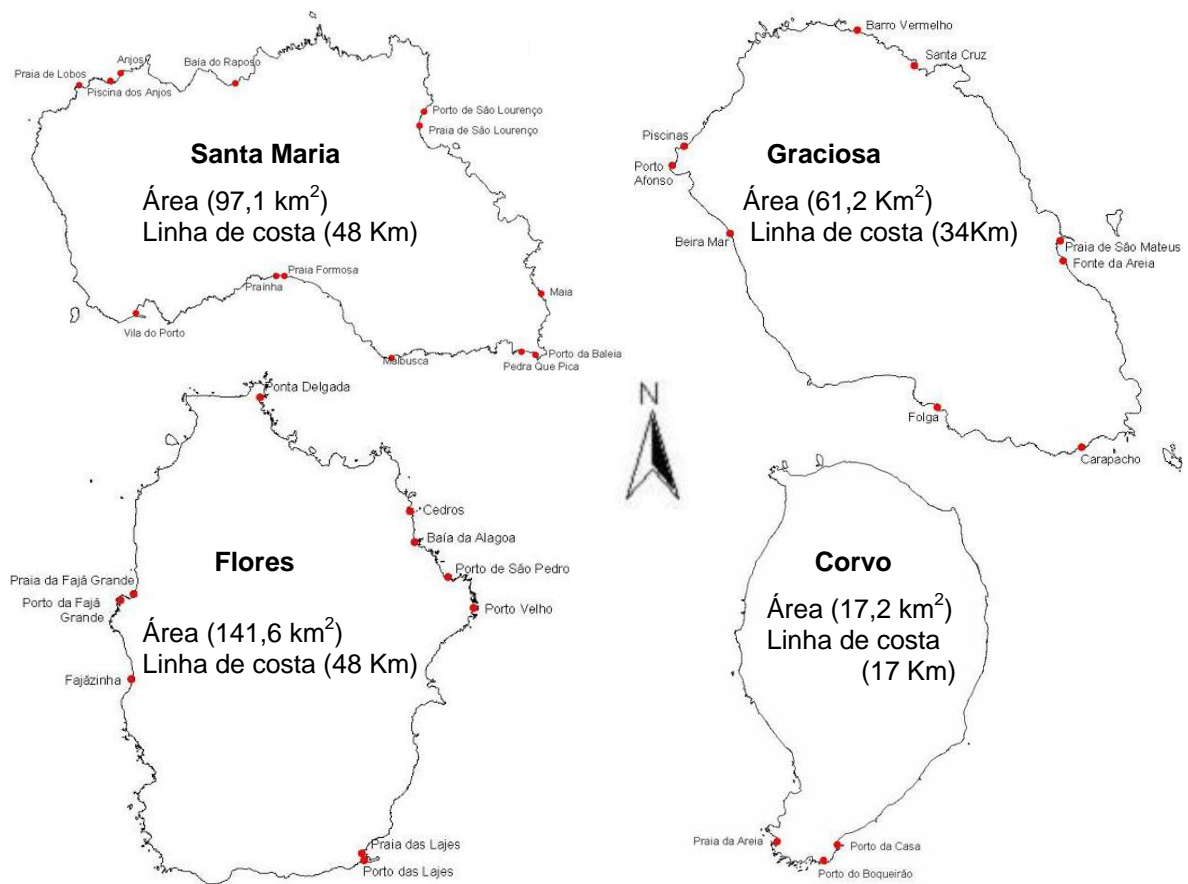 Anjos
Baia do Raposo
Praia de Lobos
Piscina dos Anjos
Porto de São Lourenço
Praia de São Lourenço
Santa Maria
Área (97,1 km²)
Linha de costa (48 Km)
Praia Formosa
Prainha
Maia
Vila do Porto
Malbusca
Porto da Baleia
Pedra Que Pica
Barro Vermelho
Santa Cruz
Piscinas
Porto
Afonso
Graciosa
Área (61,2 Km²)
Linha de costa (34Km)
Beira Mar
Praia de São Mateus
Fonte da Areia
Folga
Carapacho
N
Ponta Delgada
Cedros
Baía da Alagoa
Flores
Porto de São Pedro
Praia da Fajã Grande
Porto da Fajã
Grande
Porto Velho
Área (141,6 km²)
Linha de costa (48 Km)
Fajãzinha
Praia das Lajes
Porto das Lajes
Corvo
Área (17,2 km²)
Linha de costa
(17 Km)
Praia da Areia
Porto da Casa
Porto do Boqueirão